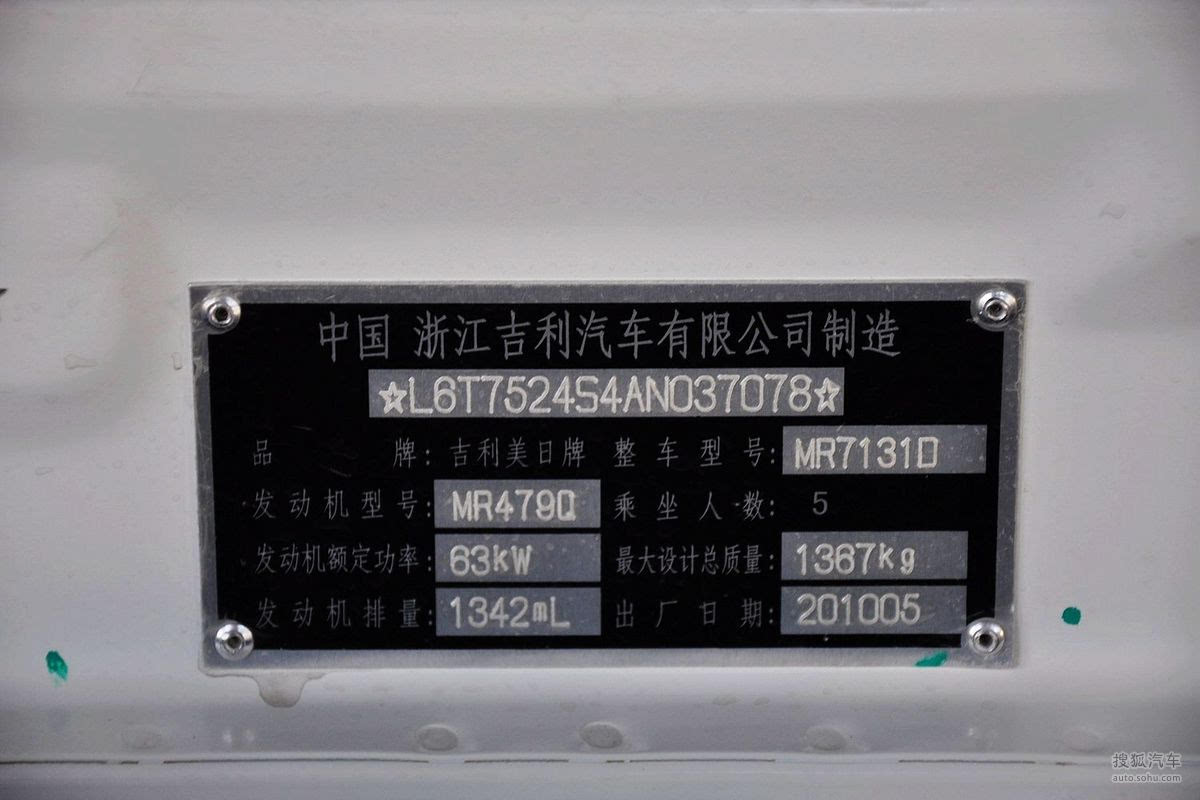 中国 浙江吉利汽车有限公司制造
☆L6T7524S4AN037078☆
品牌: 吉利美日牌 整车型号: MR7131D
发动机型号: MR479Q 乘坐人数: 5
发动机额定功率: 63kW 最大设计总质量: 1367kg
发动机排量: 1342mL 出厂日期: 201005
搜狐汽车
auto.sohu.com